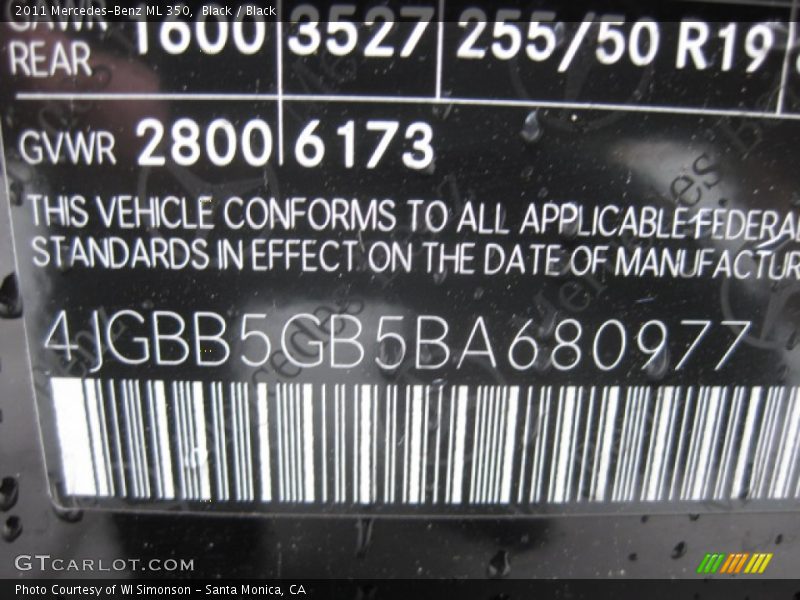 2011 Mercedes-Benz ML 350, Black / Black
REAR 1600 3527 255/50 R19
GVWR 2800 6173
THIS VEHICLE CONFORMS TO ALL APPLICABLE FEDERAL
STANDARDS IN EFFECT ON THE DATE OF MANUFACTUR
4JGBB5GB5BA680977
GTCARLOT.COM
Photo Courtesy of WI Simonson - Santa Monica, CA